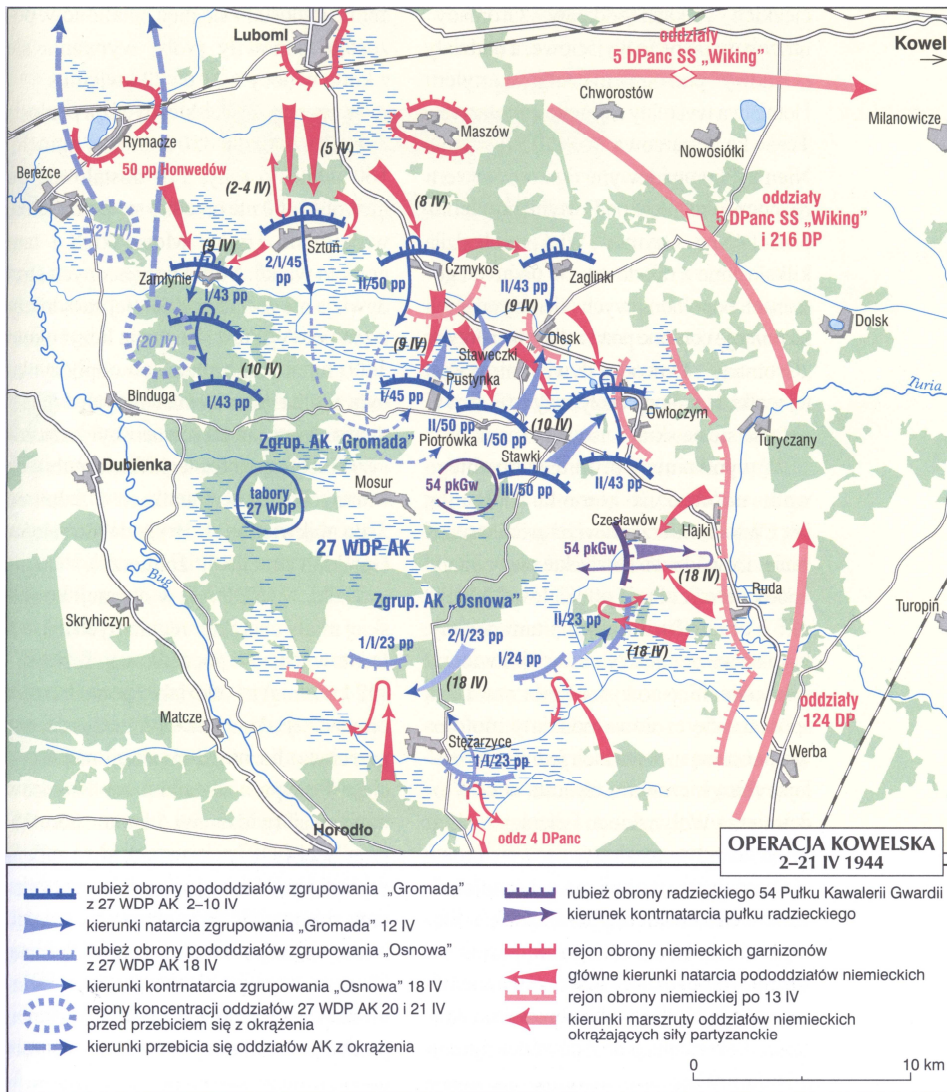 Luboml
oddziały
5 DPanc SS „Wiking”
Kowel
Chworostów
Milanowicze
Maszów
Nowosiółki
Rymacze
50 pp Honwedów
Bereźce
(5 IV)
(2-4 IV)
(8 IV)
oddziały
5 DPanc SS „Wiking”
i 216 DP
(21 IV)
(9 IV)
Sztuń
2/I/45
pp
Czmykos
Zaglinki
Zamłynie
I/43 pp
II/50 pp
II/43 pp
(9 IV)
Dolsk
(20 IV)
(9 IV)
Olesk
Staweczki
(10 IV)
Turia
Binduga
I/43 pp
I/45 pp
Pustynka
II/50 pp
(10 IV)
Owłoczym
Zgrup. AK „Gromada”
Piotrówka
I/50 pp
Stawki
Turyczany
Dubienka
tabory
27 WDP
Mosur
54 pkGw
III/50 pp
II/43 pp
27 WDP AK
Czesławów
Hajki
54 pkGw
(18 IV)
Bug
Zgrup. AK „Osnowa”
Ruda
Skryhiczyn
Turopin
1/I/23 pp
2/I/23 pp
II/23 pp
I/24 pp
(18 IV)
(18 IV)
oddziały
124 DP
Matcze
Stężarzyce
Werba
1/I/23 pp
Horodło
oddz 4 DPanc
OPERACJA KOWELSKA
2–21 IV 1944
rubież obrony pododdziałów zgrupowania „Gromada”
z 27 WDP AK 2–10 IV
kierunki natarcia zgrupowania „Gromada” 12 IV
rubież obrony pododdziałów zgrupowania „Osnowa”
z 27 WDP AK 18 IV
kierunki kontrnatarcia zgrupowania „Osnowa” 18 IV
rejony koncentracji oddziałów 27 WDP AK 20 i 21 IV
przed przebiciem się z okrążenia
kierunki przebicia się oddziałów AK z okrążenia
rubież obrony radzieckiego 54 Pułku Kawalerii Gwardii
kierunek kontrnatarcia pułku radzieckiego
rejon obrony niemieckich garnizonów
główne kierunki natarcia pododdziałów niemieckich
rejon obrony niemieckiej po 13 IV
kierunki marszruty oddziałów niemieckich
okrążających siły partyzanckie
0 10 km